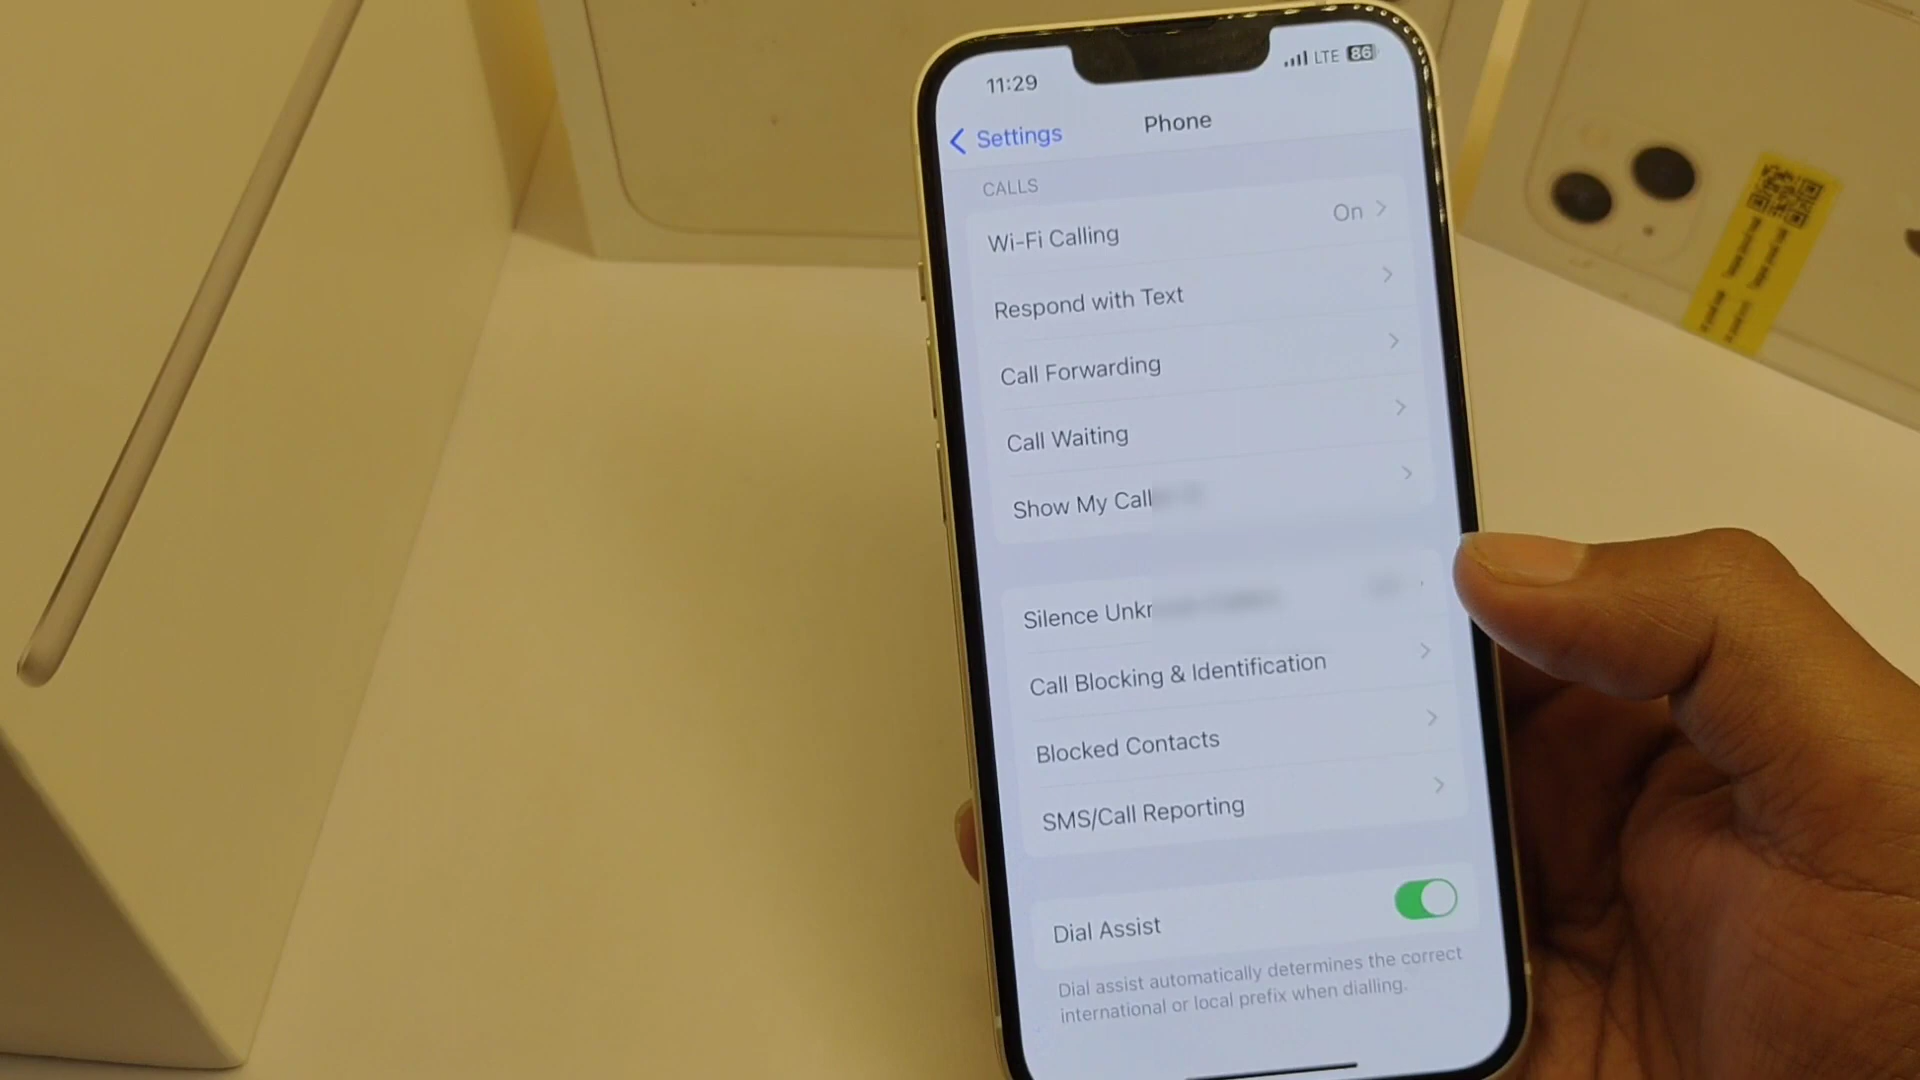 11:29
LTE 86
Settings
Phone
CALLS
Wi-Fi Calling On
Respond with Text
Call Forwarding
Call Waiting
Show My
Silence
Call Blocking & Identification
Blocked Contacts
SMS/Call Reporting
Dial Assist
Dial assist automatically determines the correct
international or local prefix when dialling.